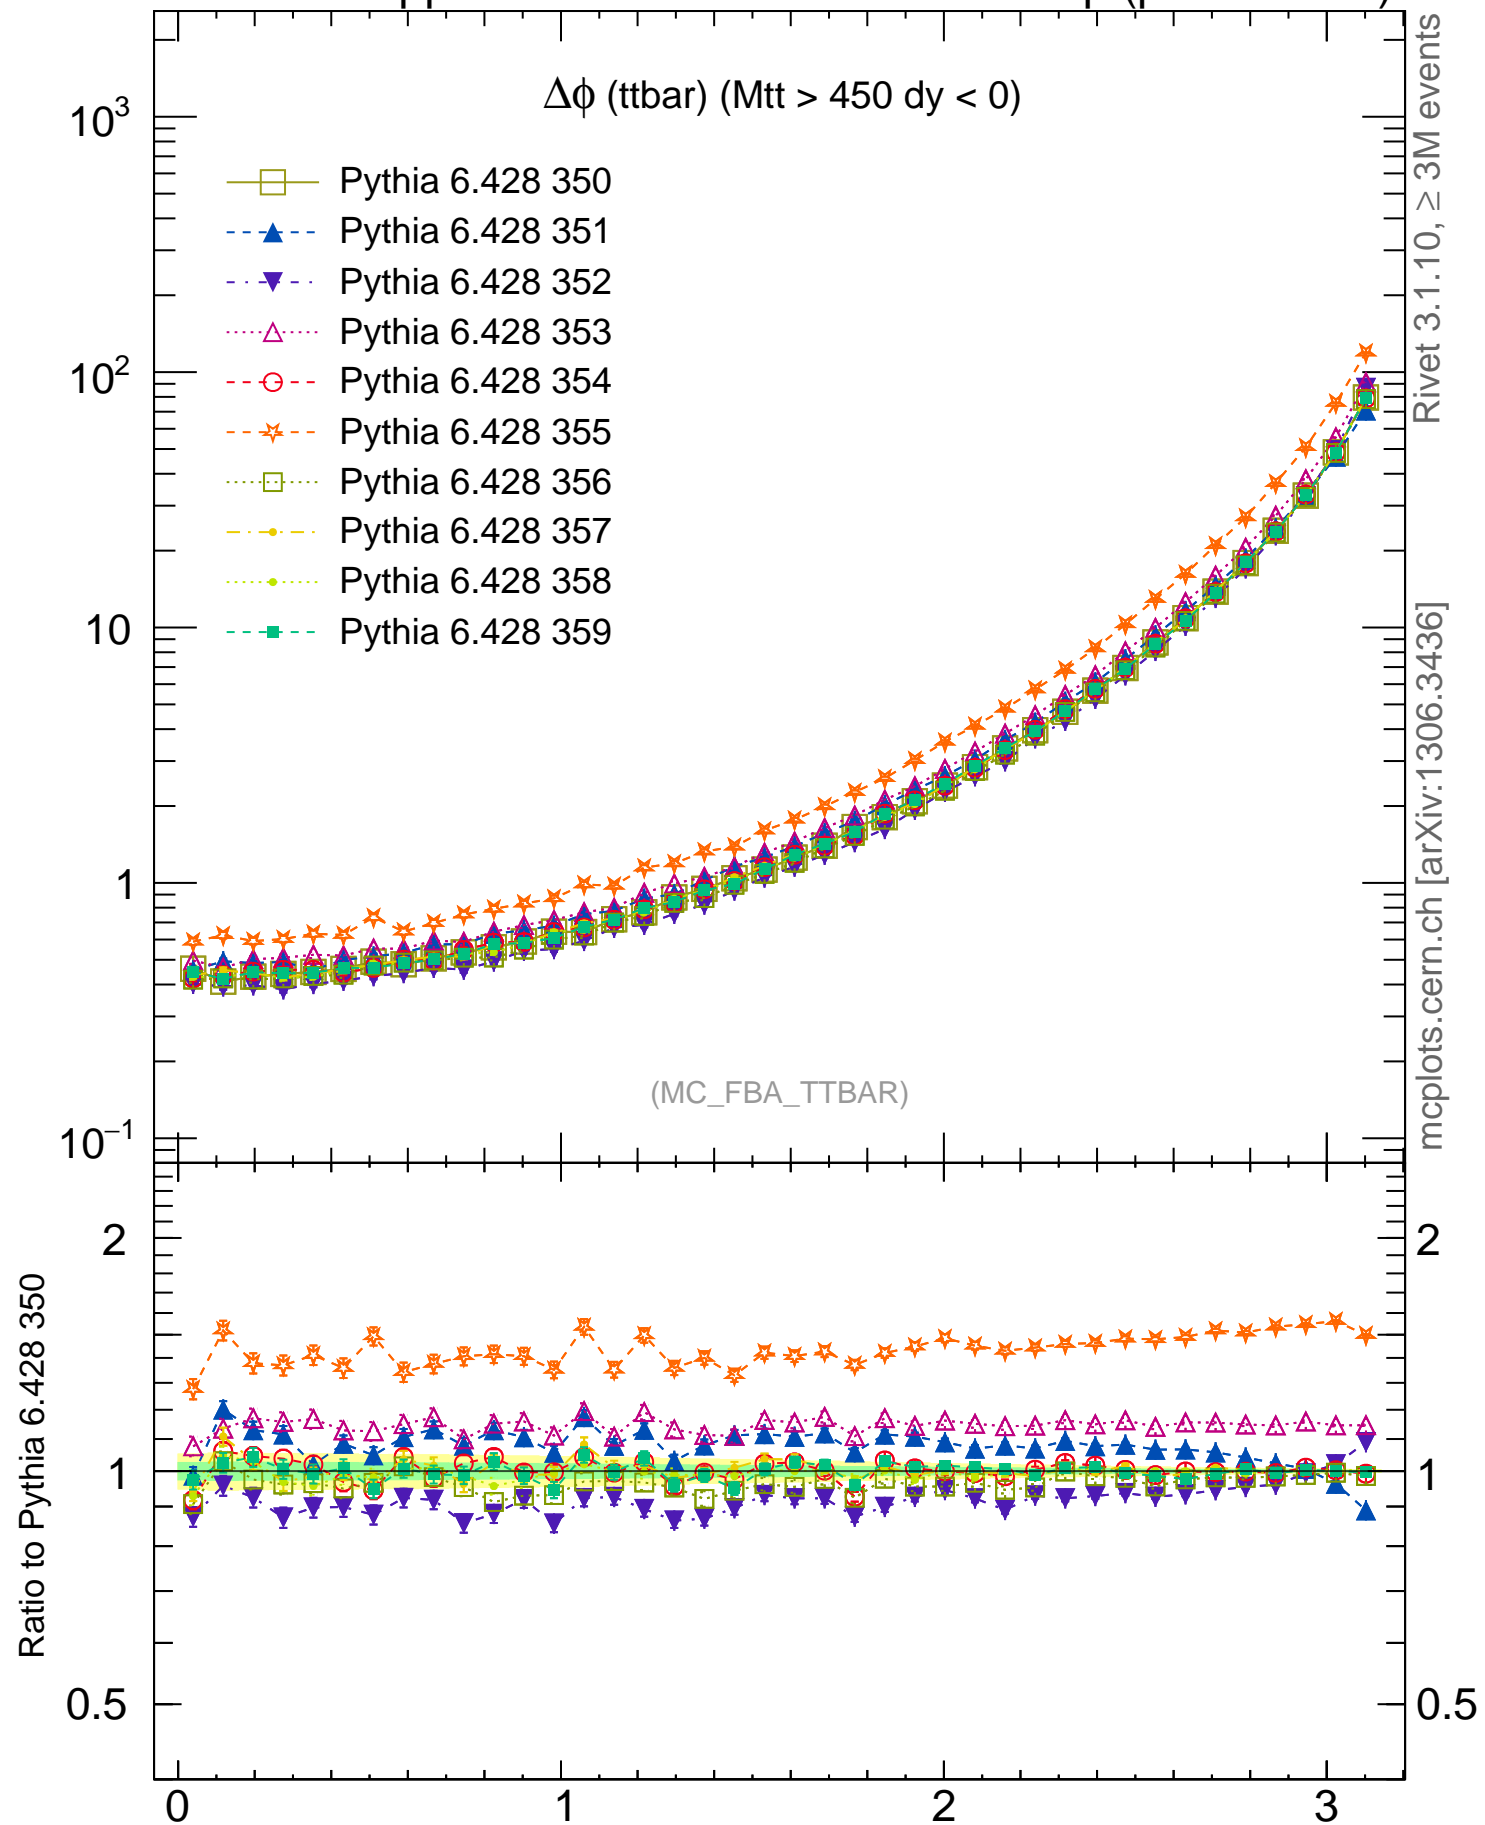 Δϕ (ttbar) (Mtt > 450 dy < 0)
Pythia 6.428 350
Pythia 6.428 351
Pythia 6.428 352
Pythia 6.428 353
Pythia 6.428 354
Pythia 6.428 355
Pythia 6.428 356
Pythia 6.428 357
Pythia 6.428 358
Pythia 6.428 359
10³
10²
10
1
10⁻¹
(MC_FBA_TTBAR)
Rivet 3.1.10, ≥ 3M events
mcplots.cern.ch [arXiv:1306.3436]
Ratio to Pythia 6.428 350
2
1
0.5
2
1
0.5
0
1
2
3